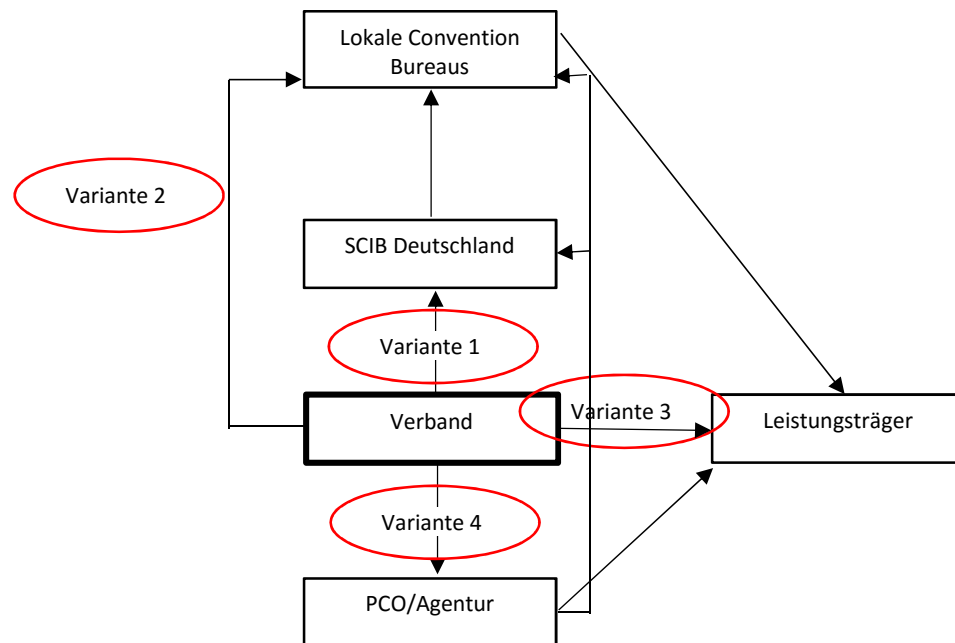 Lokale Convention
Bureaus
Variante 2
SCIB Deutschland
Variante 1
Verband
Variante 3
Leistungsträger
Variante 4
PCO/Agentur